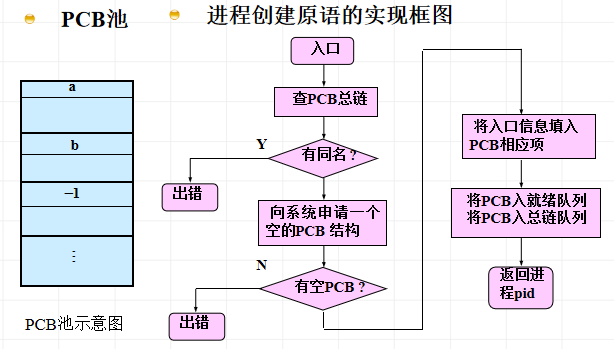 PCB池
进程创建原语的实现框图
a
b
–1
⋮
PCB池示意图
入口
查PCB总链
有同名？
Y
出错
向系统申请一个
空的PCB 结构
N
有空PCB？
出错
将入口信息填入
PCB相应项
将PCB入就绪队列
将PCB入总链队列
返回进
程pid